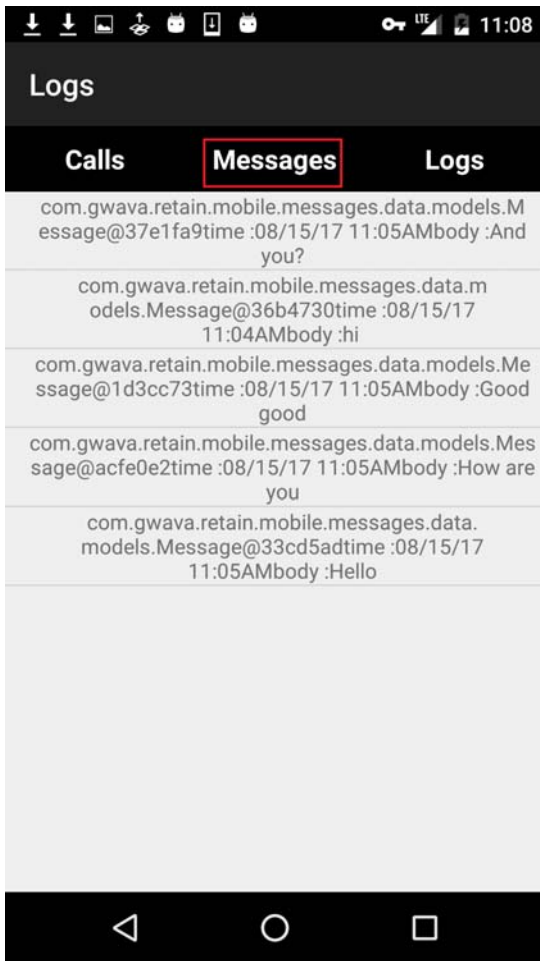 LTE 11:08
Logs
Calls Messages Logs
com.gwava.retain.mobile.messages.data.models.M
essage@37e1fa9time :08/15/17 11:05AMbody :And
you?
com.gwava.retain.mobile.messages.data.m
odels.Message@36b4730time :08/15/17
11:04AMbody :hi
com.gwava.retain.mobile.messages.data.models.Me
ssage@1d3cc73time :08/15/17 11:05AMbody :Good
good
com.gwava.retain.mobile.messages.data.models.Mes
sage@acfe0e2time :08/15/17 11:05AMbody :How are
you
com.gwava.retain.mobile.messages.data.
models.Message@33cd5adtime :08/15/17
11:05AMbody :Hello